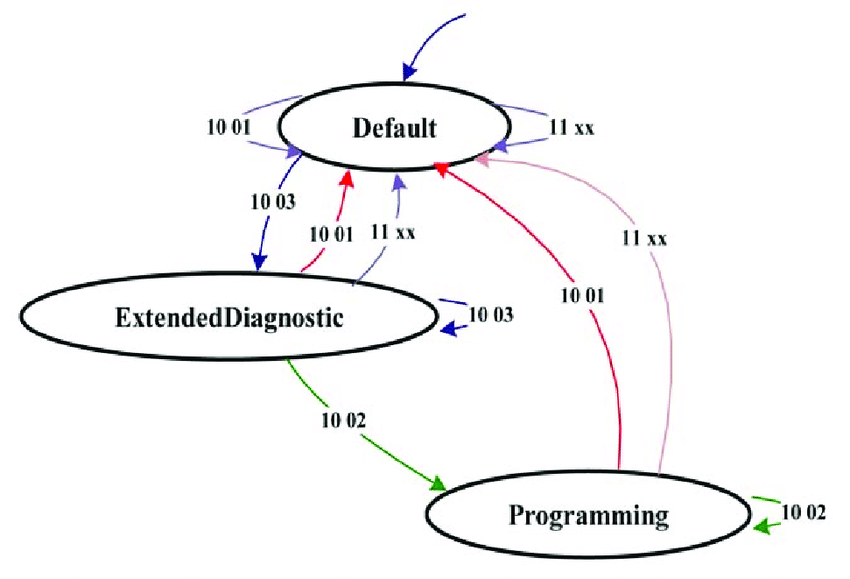 Default
10 01
11 xx
10 03
10 01
11 xx
11 xx
10 01
ExtendedDiagnostic
10 03
10 02
Programming
10 02